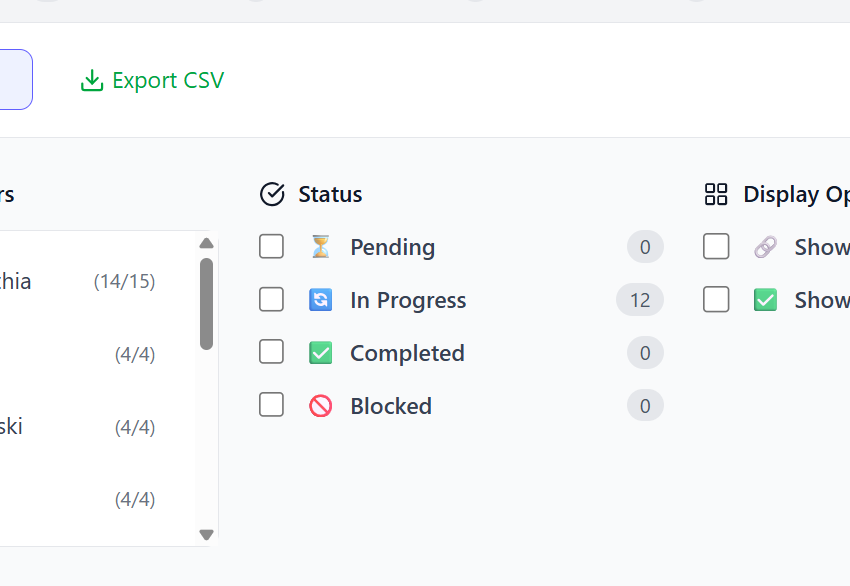 Export CSV
rs
Status
Display Op
Pending 0
Show
hia (14/15)
In Progress 12
Show
(4/4)
Completed 0
ski (4/4)
Blocked 0
(4/4)